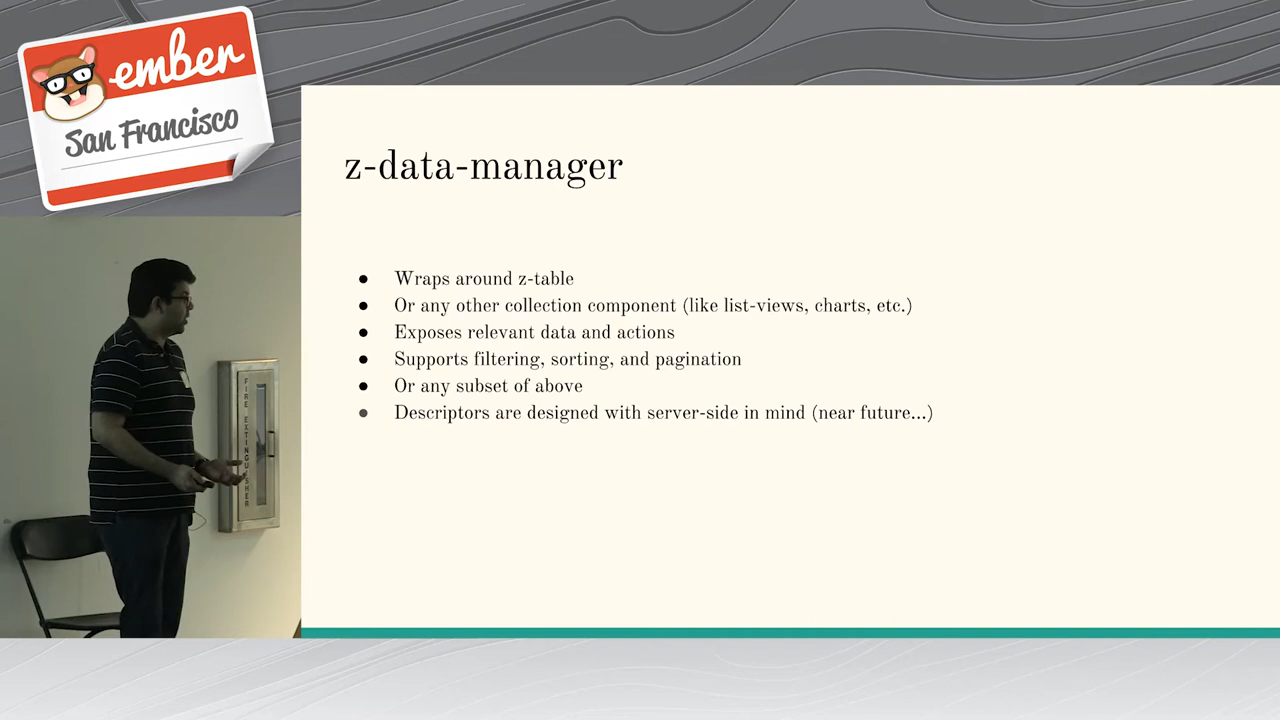 ember
San Francisco
z-data-manager
● Wraps around z-table
● Or any other collection component (like list-views, charts, etc.)
● Exposes relevant data and actions
● Supports filtering, sorting, and pagination
● Or any subset of above
● Descriptors are designed with server-side in mind (near future...)
FIRE EXTINGUISHER